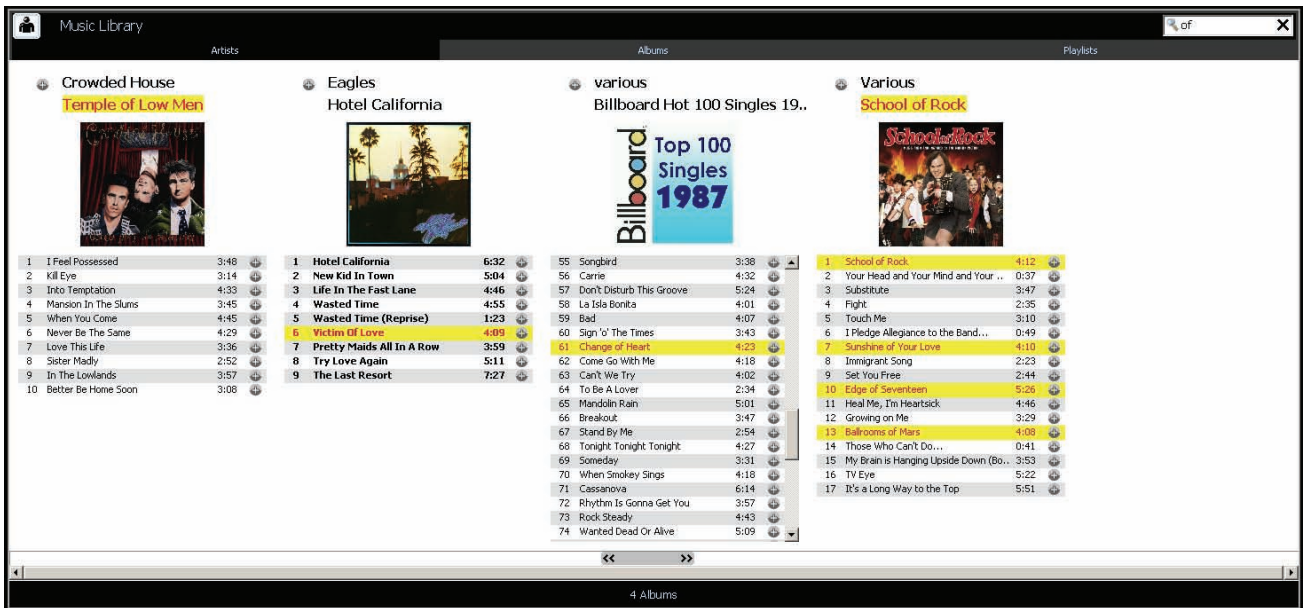 Music Library
of
Artists
Albums
Playlists
Crowded House
Temple of Low Men
1 I Feel Possessed 3:48
2 Kill Eye 3:14
3 Into Temptation 4:33
4 Mansion In The Slums 3:45
5 When You Come 4:45
6 Never Be The Same 4:29
7 Love This Life 3:36
8 Sister Madly 2:52
9 In The Lowlands 3:57
10 Better Be Home Soon 3:08
Eagles
Hotel California
1 Hotel California 6:32
2 New Kid In Town 5:04
3 Life In The Fast Lane 4:46
4 Wasted Time 4:55
5 Wasted Time (Reprise) 1:23
6 Victim Of Love 4:09
7 Pretty Maids All In A Row 3:59
8 Try Love Again 5:11
9 The Last Resort 7:27
various
Billboard Hot 100 Singles 19..
Billboard
Top 100
Singles
1987
55 Songbird 3:38
56 Carrie 4:32
57 Don't Disturb This Groove 5:24
58 La Isla Bonita 4:01
59 Bad 4:07
60 Sign 'o' The Times 3:43
61 Change of Heart 4:23
62 Come Go With Me 4:18
63 Can't We Try 4:02
64 To Be A Lover 2:34
65 Mandolin Rain 5:01
66 Breakout 3:47
67 Stand By Me 2:54
68 Tonight Tonight Tonight 4:27
69 Someday 3:31
70 When Smokey Sings 4:18
71 Cassanova 6:14
72 Rhythm Is Gonna Get You 3:57
73 Rock Steady 4:43
74 Wanted Dead Or Alive 5:09
Various
School of Rock
School of Rock
1 School of Rock 4:12
2 Your Head and Your Mind and Your .. 0:37
3 Substitute 3:47
4 Fight 2:35
5 Touch Me 3:10
6 I Pledge Allegiance to the Band... 0:49
7 Sunshine of Your Love 4:10
8 Immigrant Song 2:23
9 Set You Free 2:44
10 Edge of Seventeen 5:26
11 Heal Me, I'm Heartsick 4:46
12 Growing on Me 3:29
13 Ballrooms of Mars 4:08
14 Those Who Can't Do... 0:41
15 My Brain is Hanging Upside Down (Bo.. 3:53
16 TV Eye 5:22
17 It's a Long Way to the Top 5:51
4 Albums